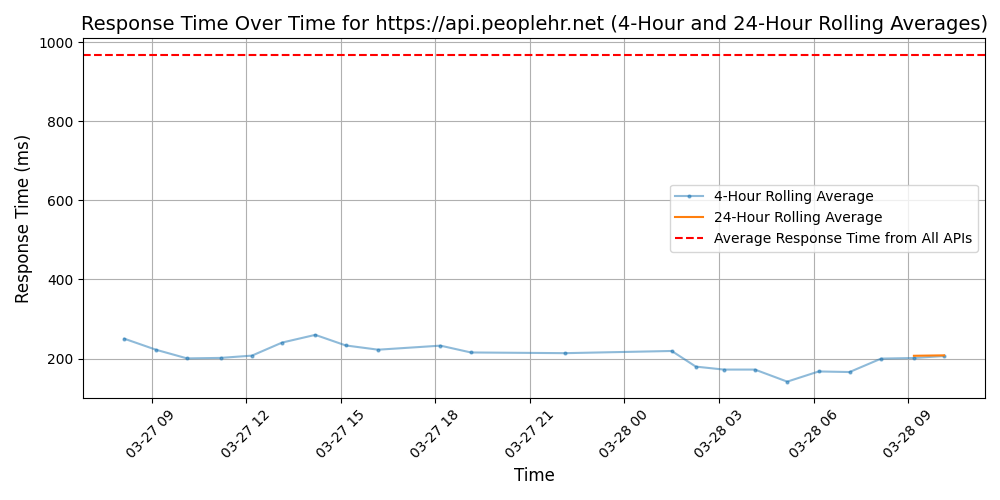 Response Time Over Time for https://api.peoplehr.net (4-Hour and 24-Hour Rolling Averages)
Response Time (ms)
1000
800
600
400
200
4-Hour Rolling Average
24-Hour Rolling Average
Average Response Time from All APIs
03-27 09
03-27 12
03-27 15
03-27 18
03-27 21
03-28 00
03-28 03
03-28 06
03-28 09
Time